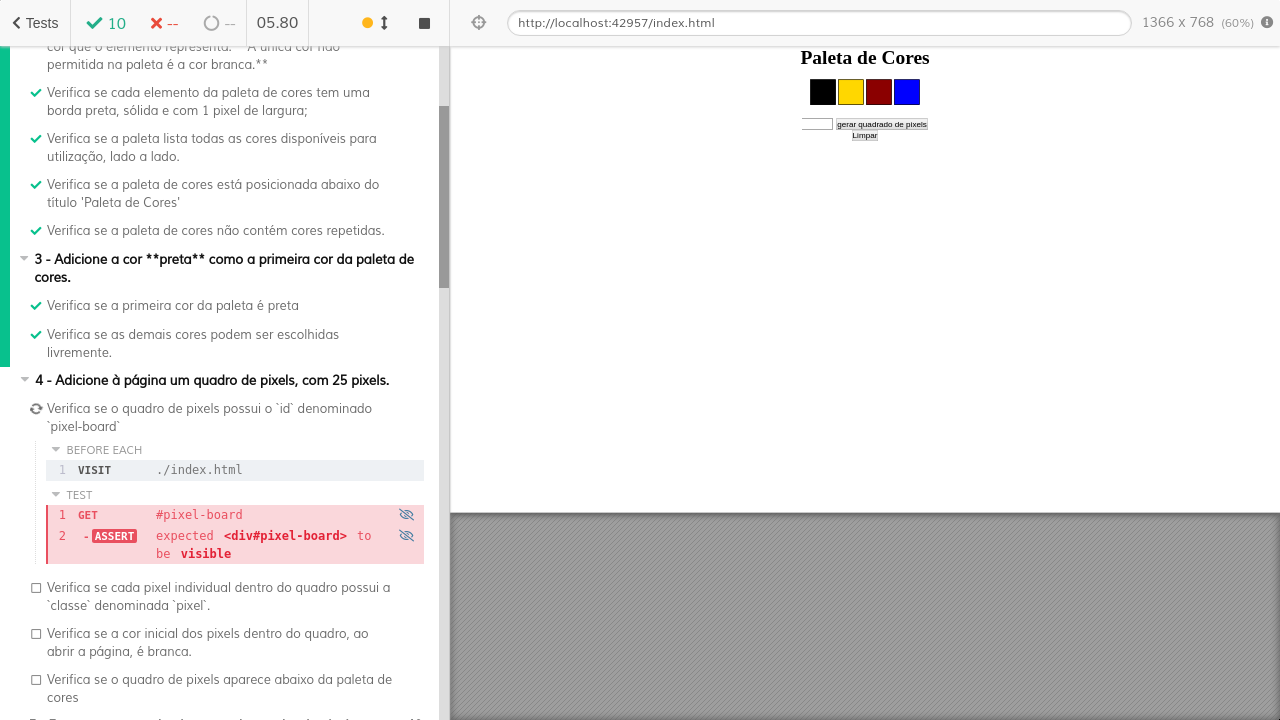 Tests
10
--
--
05.80
http://localhost:42957/index.html
1366 x 768 (60%)
cor que o elemento representa. **A única cor não
permitida na paleta é a cor branca.**
Verifica se cada elemento da paleta de cores tem uma
borda preta, sólida e com 1 pixel de largura;
Verifica se a paleta lista todas as cores disponíveis para
utilização, lado a lado.
Verifica se a paleta de cores está posicionada abaixo do
título 'Paleta de Cores'
Verifica se a paleta de cores não contém cores repetidas.
3 - Adicione a cor **preta** como a primeira cor da paleta de
cores.
Verifica se a primeira cor da paleta é preta
Verifica se as demais cores podem ser escolhidas
livremente.
4 - Adicione à página um quadro de pixels, com 25 pixels.
Verifica se o quadro de pixels possui o `id` denominado
`pixel-board`
BEFORE EACH
1 VISIT ./index.html
TEST
1 GET #pixel-board
2 -ASSERT expected <div#pixel-board> to
be visible
Verifica se cada pixel individual dentro do quadro possui a
`classe` denominada `pixel`.
Verifica se a cor inicial dos pixels dentro do quadro, ao
abrir a página, é branca.
Verifica se o quadro de pixels aparece abaixo da paleta de
cores
Paleta de Cores
gerar quadrado de pixels
Limpar